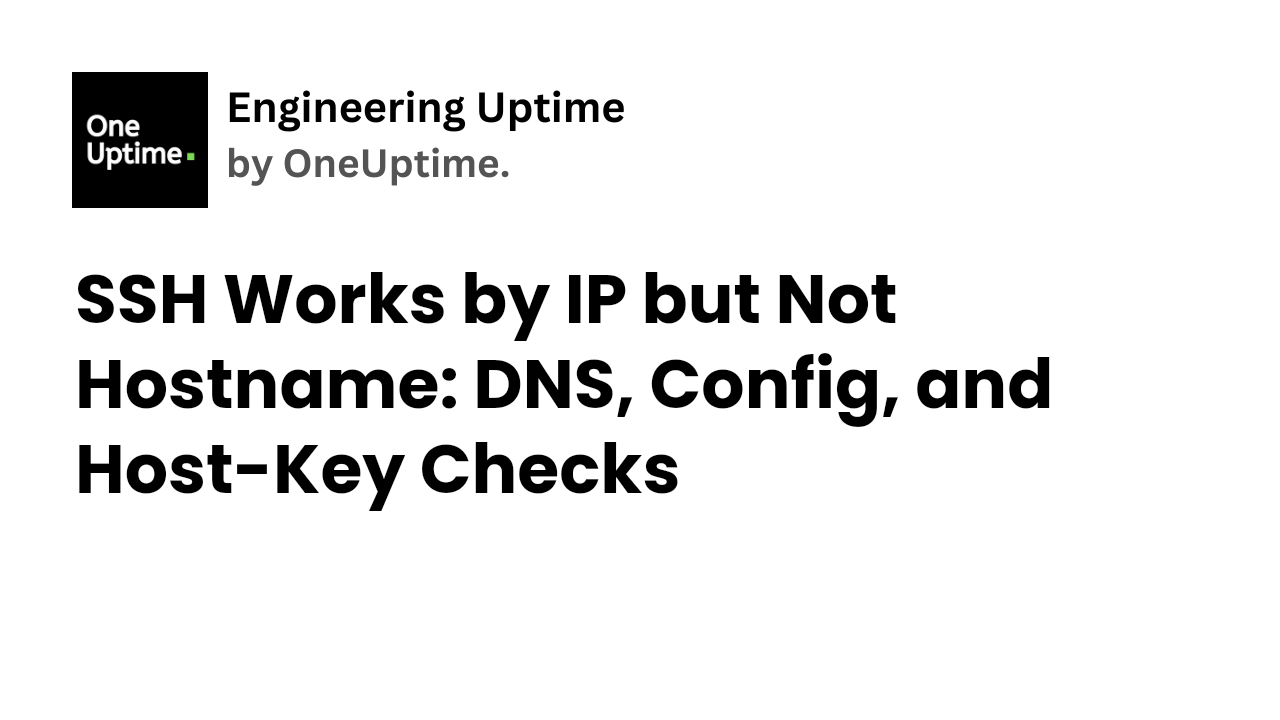 One
Uptime.
Engineering Uptime
by OneUptime.
SSH Works by IP but Not
Hostname: DNS, Config, and
Host-Key Checks